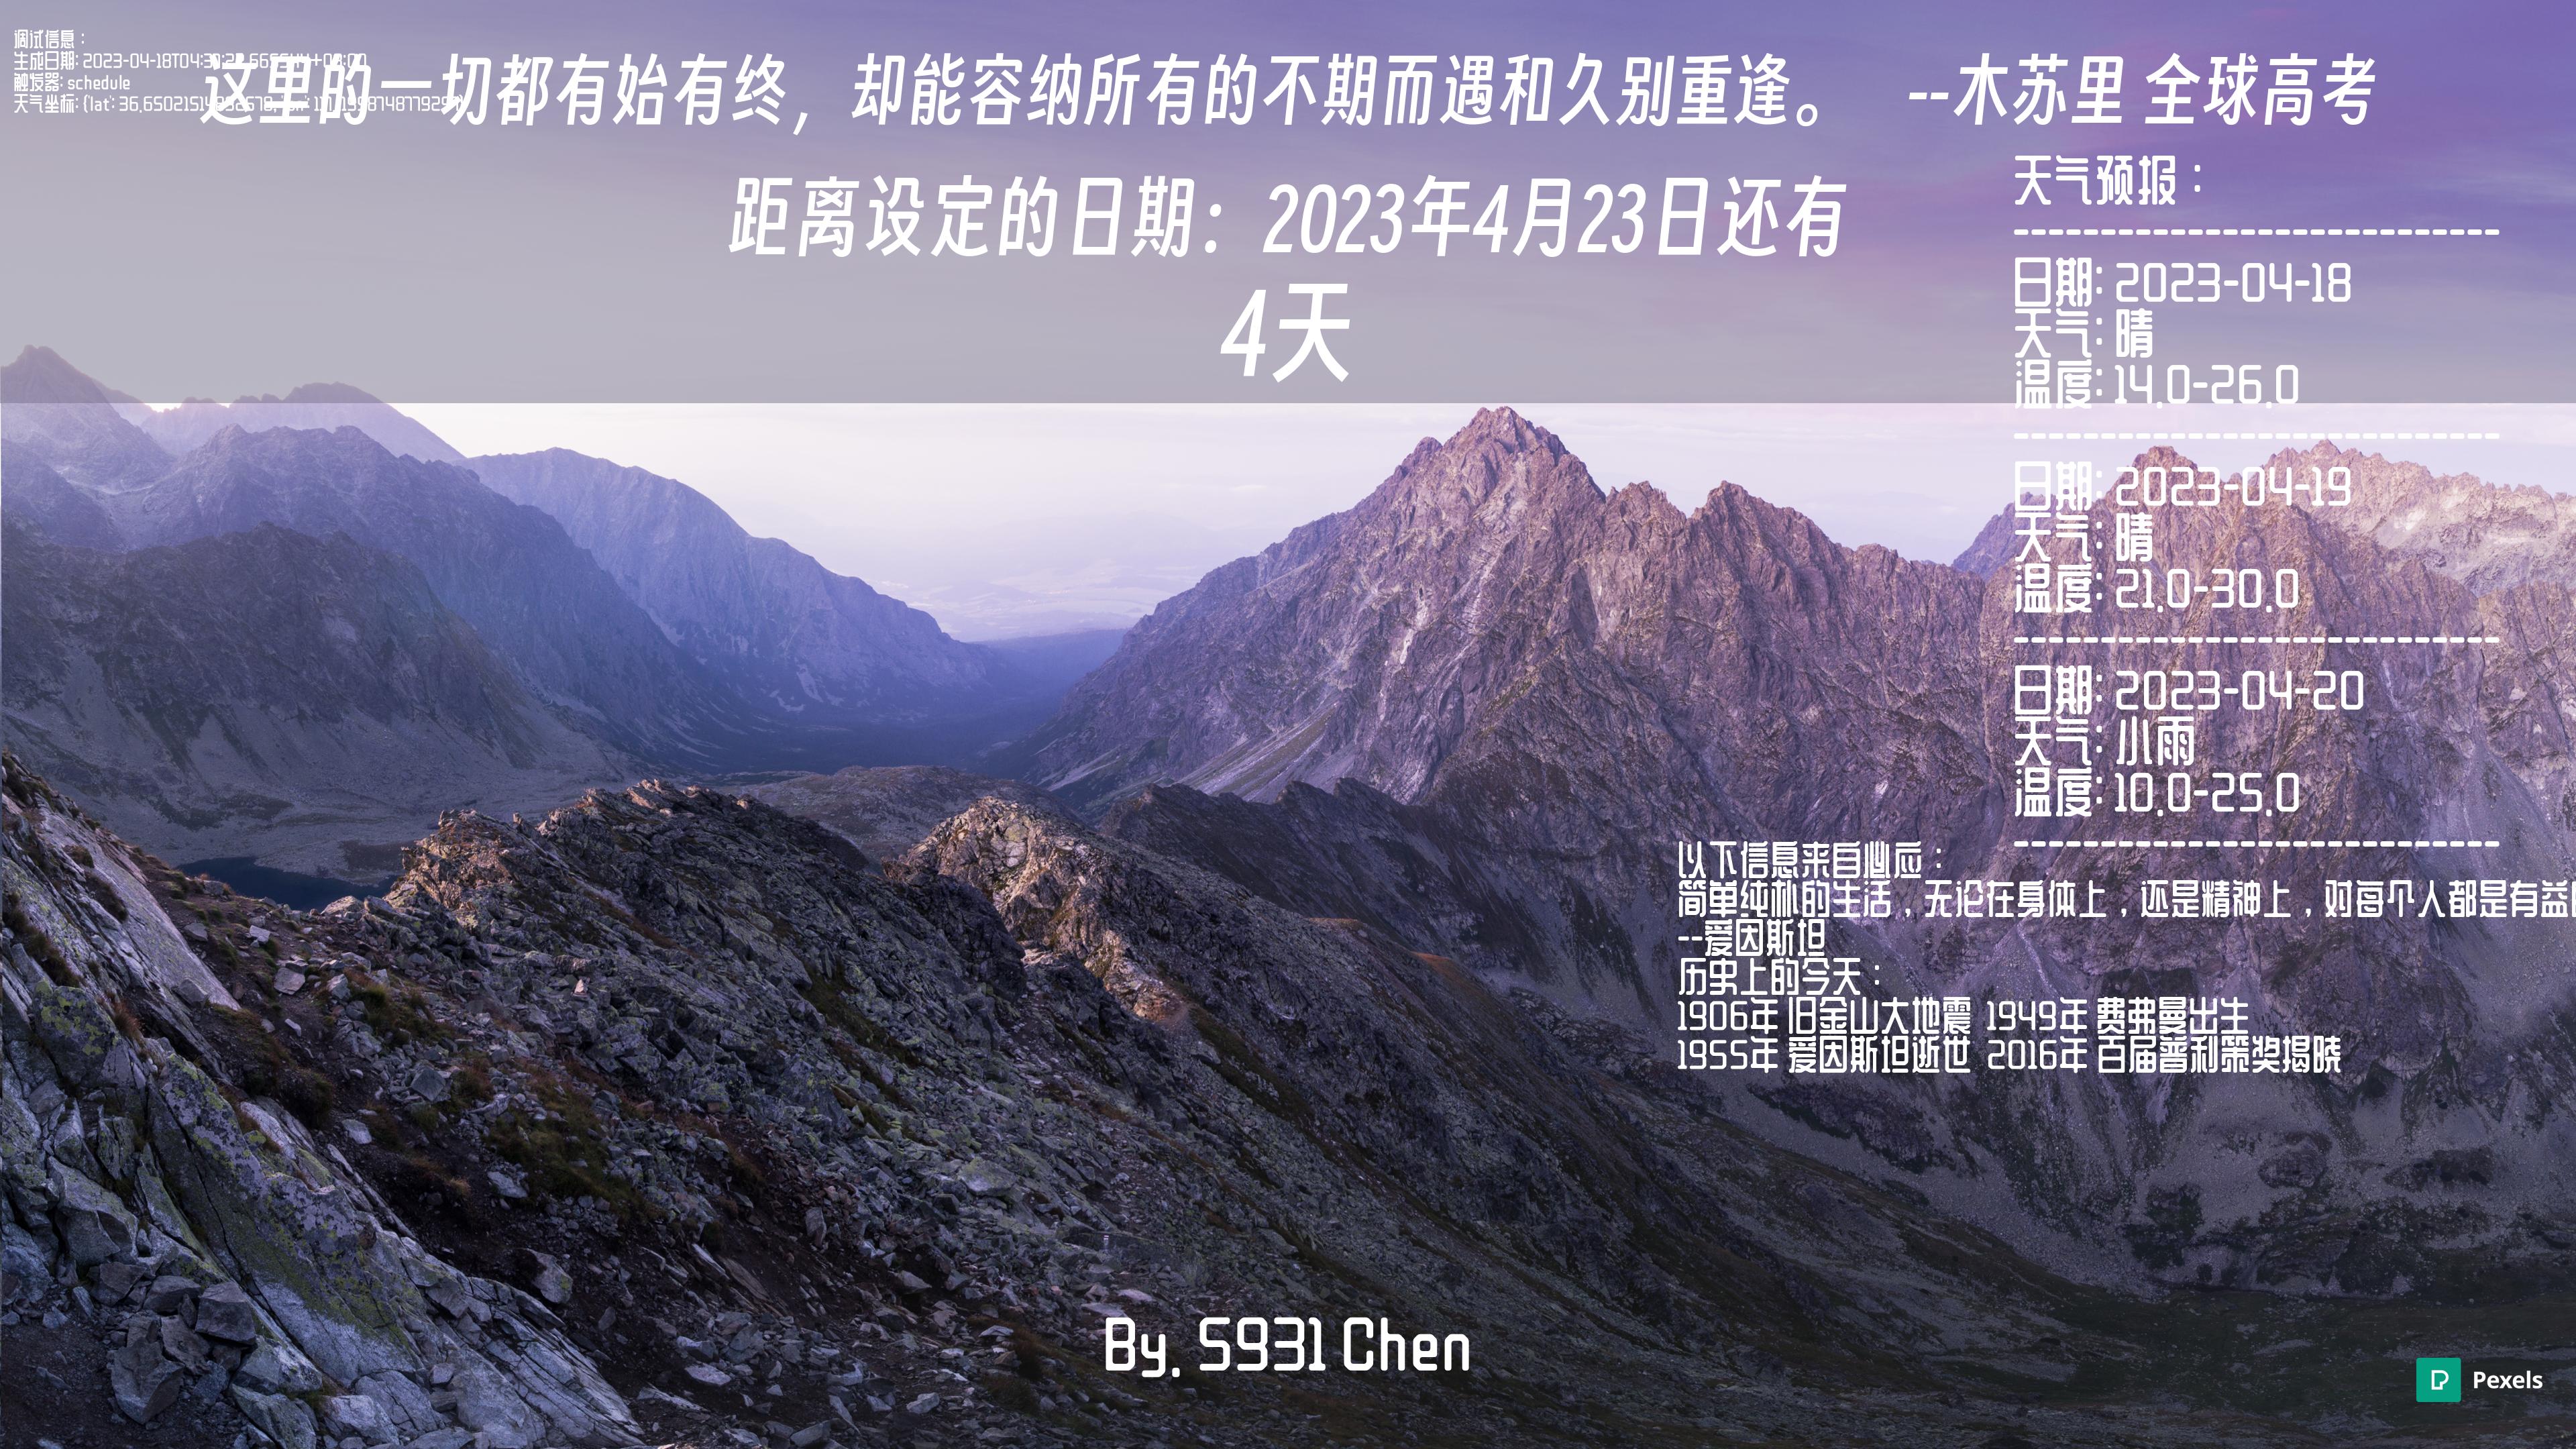 调试信息：
生成日期: 2023-04-18T04:30:2
触发器: schedule
天气坐标: {'lat': 36.65021514
这里的一切都有始有终，却能容纳所有的不期而遇和久别重逢。 --木苏里 全球高考
距离设定的日期：2023年4月23日还有
4天
天气预报：
----------------------------
日期: 2023-04-18
天气: 晴
温度: 14.0-26.0
----------------------------
日期: 2023-04-19
天气: 晴
温度: 21.0-30.0
----------------------------
日期: 2023-04-20
天气: 小雨
温度: 10.0-25.0
----------------------------
以下信息来自必应：
简单纯朴的生活，无论在身体上，还是精神上，对每个人都是有益
--爱因斯坦
历史上的今天：
1906年 旧金山大地震 1949年 费弗曼出生
1955年 爱因斯坦逝世 2016年 百届普利策奖揭晓
By. S931 Chen
Pexels